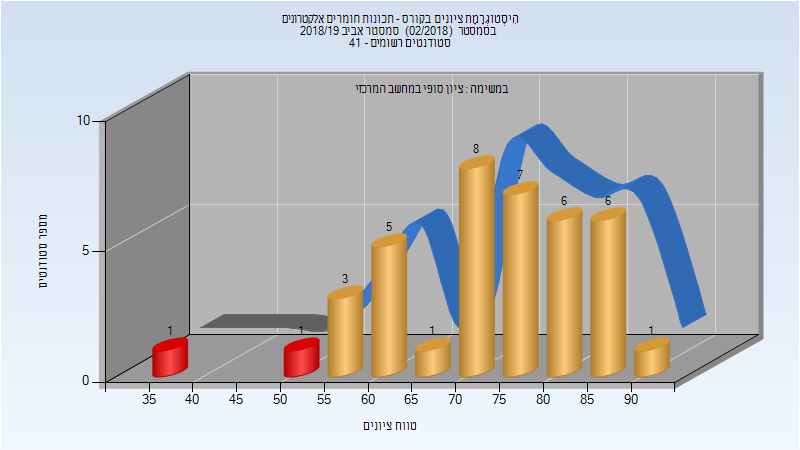 הִיסטוגרָמַת ציונים בקורס - תכונות חומרים אלקטרונים
בסמסטר (02/2018) סמסטר אביב 2018/19
סטודנטים רשומים - 41
במשימה : ציון סופי במחשב המרכזי
10
5
0
מספר סטודנטים
1
1
3
5
1
8
7
6
6
1
35 40 45 50 55 60 65 70 75 80 85 90
טווח ציונים